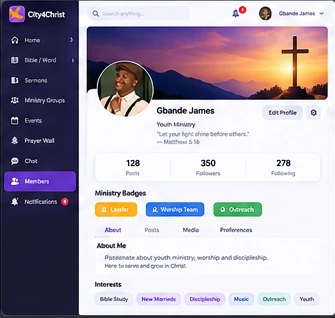 City4Christ
Search anything...
3
Gbande James
Home
Bible / Word
Sermons
Ministry Groups
Events
Prayer Wall
Chat
Members
Notifications
Gbande James
Edit Profile
Youth Ministry
"Let your light shine before others."
— Matthew 5:16
128
350
278
Posts
Followers
Following
Ministry Badges
Leader
Worship Team
Outreach
About
Posts
Media
Preferences
About Me
Passionate about youth ministry, worship and discipleship.
Here to serve and grow in Christ.
Interests
Bible Study
New Marrieds
Discipleship
Music
Outreach
Youth